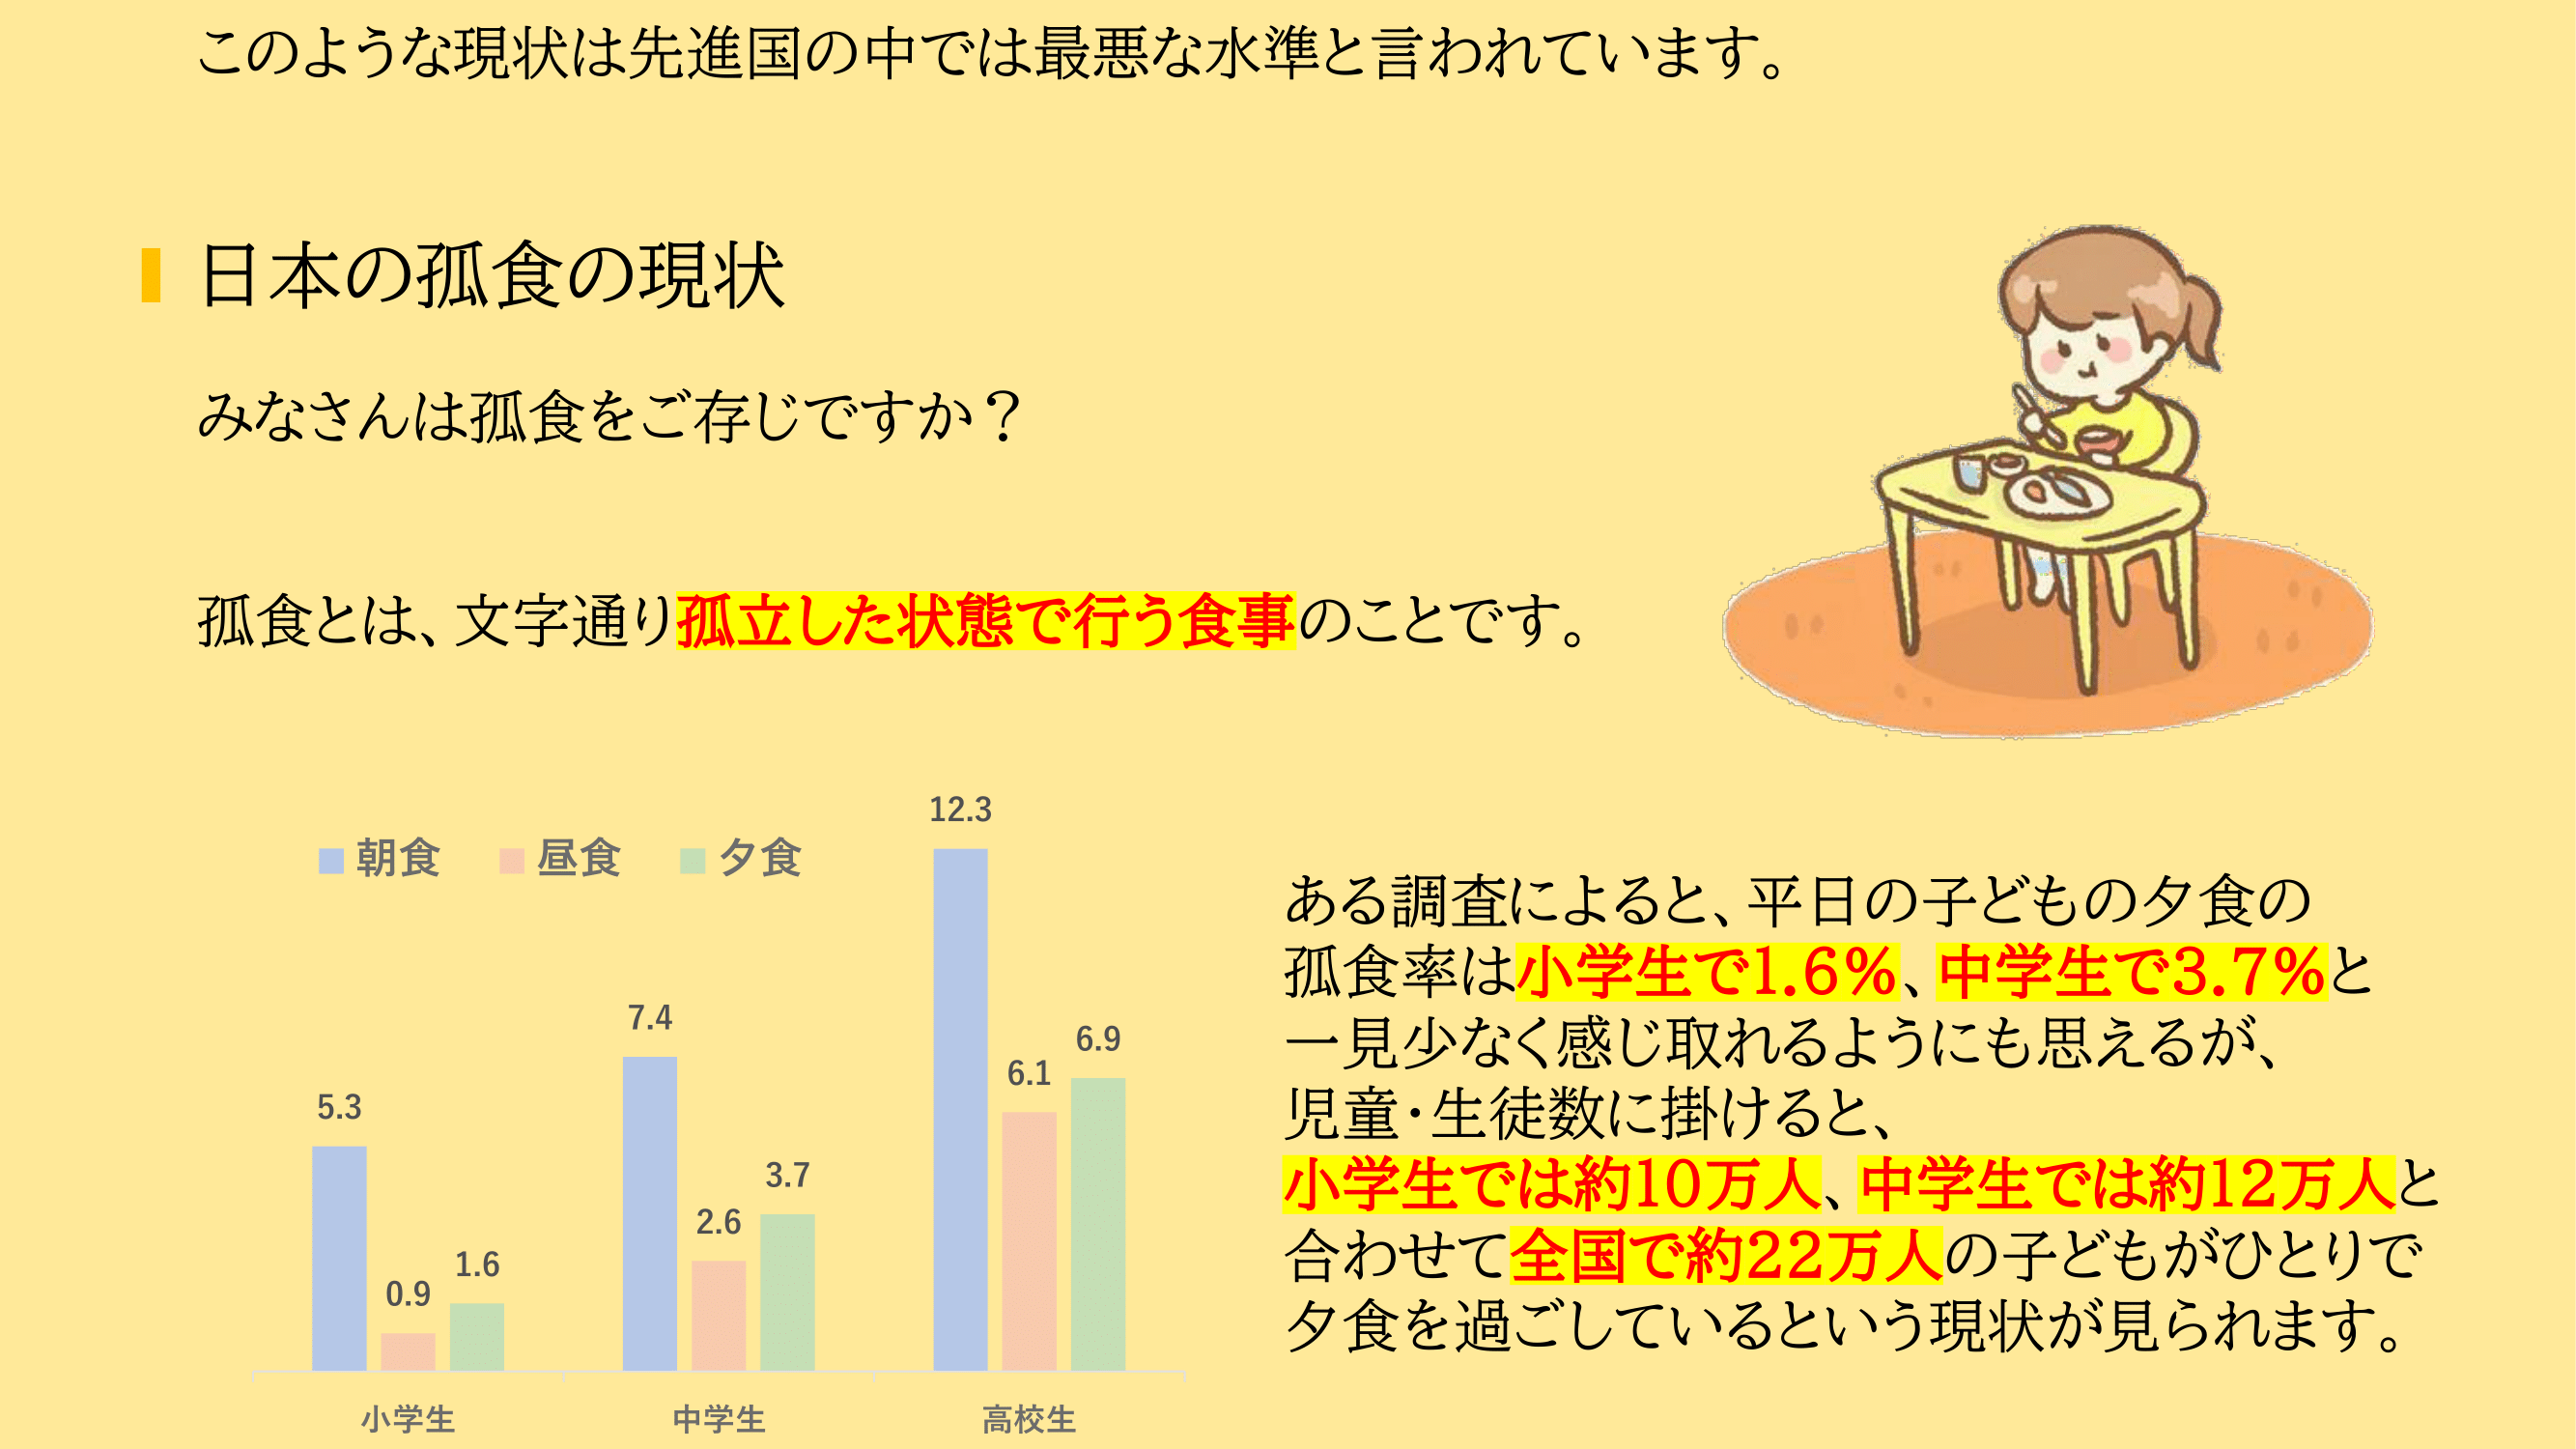 このような現状は先進国の中では最悪な水準と言われています。
日本の孤食の現状
みなさんは孤食をご存じですか？
孤食とは、文字通り孤立した状態で行う食事のことです。
朝食 昼食 夕食
5.3
0.9
1.6
7.4
2.6
3.7
12.3
6.1
6.9
小学生 中学生 高校生
ある調査によると、平日の子どもの夕食の
孤食率は小学生で1.6%、中学生で3.7%と
一見少なく感じ取れるようにも思えるが、
児童・生徒数に掛けると、
小学生では約10万人、中学生では約12万人と
合わせて全国で約22万人の子どもがひとりで
夕食を過ごしているという現状が見られます。